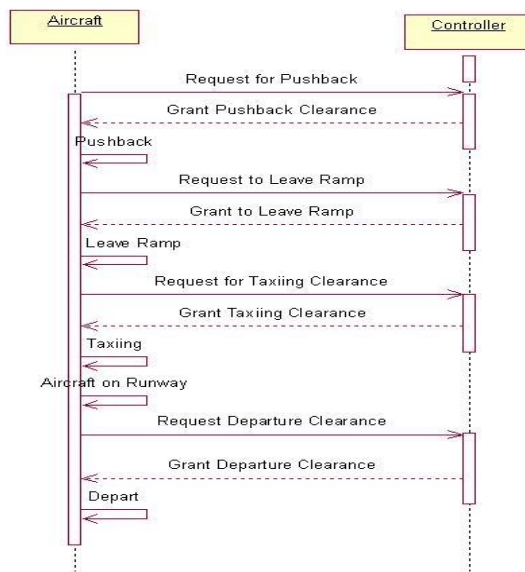 Aircraft
Controller
Request for Pushback
Grant Pushback Clearance
Pushback
Request to Leave Ramp
Grant to Leave Ramp
Leave Ramp
Request for Taxiing Clearance
Grant Taxiing Clearance
Taxiing
Aircraft on Runway
Request Departure Clearance
Grant Departure Clearance
Depart